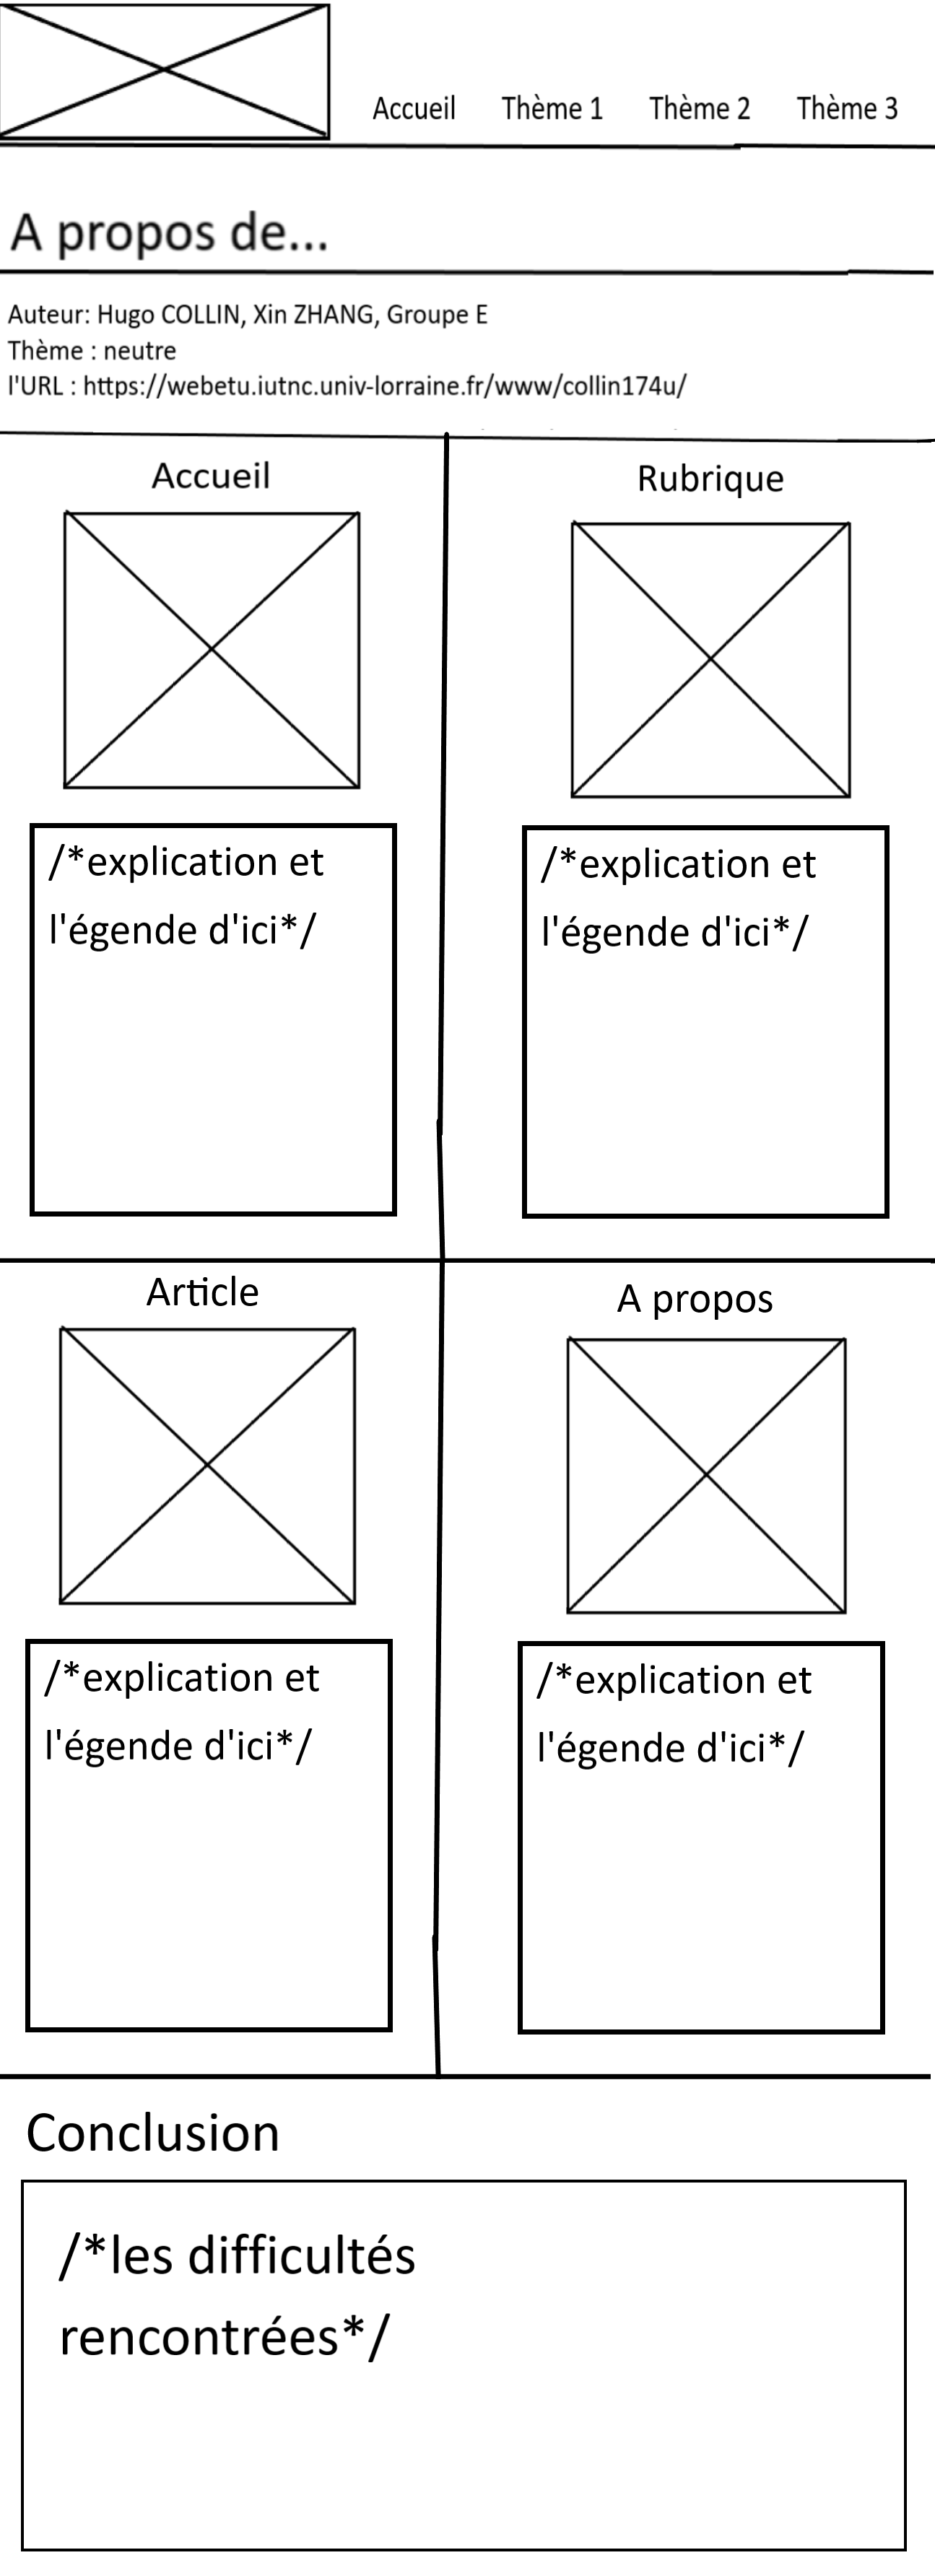 Accueil Thème 1 Thème 2 Thème 3
A propos de...
Auteur: Hugo COLLIN, Xin ZHANG, Groupe E
Thème : neutre
l'URL : https://webetu.iutnc.univ-lorraine.fr/www/collin174u/
Accueil
/*explication et
l'égende d'ici*/
Rubrique
/*explication et
l'égende d'ici*/
Article
/*explication et
l'égende d'ici*/
A propos
/*explication et
l'égende d'ici*/
Conclusion
/*les difficultés
rencontrées*/